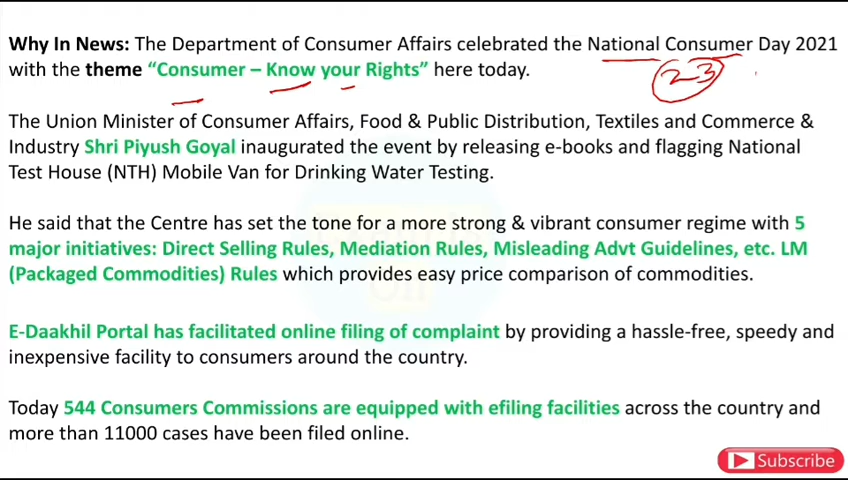 Why In News: The Department of Consumer Affairs celebrated the National Consumer Day 2021
with the theme “Consumer – Know your Rights” here today.
23
The Union Minister of Consumer Affairs, Food & Public Distribution, Textiles and Commerce &
Industry Shri Piyush Goyal inaugurated the event by releasing e-books and flagging National
Test House (NTH) Mobile Van for Drinking Water Testing.
He said that the Centre has set the tone for a more strong & vibrant consumer regime with 5
major initiatives: Direct Selling Rules, Mediation Rules, Misleading Advt Guidelines, etc. LM
(Packaged Commodities) Rules which provides easy price comparison of commodities.
E-Daakhil Portal has facilitated online filing of complaint by providing a hassle-free, speedy and
inexpensive facility to consumers around the country.
Today 544 Consumers Commissions are equipped with efiling facilities across the country and
more than 11000 cases have been filed online.
Subscribe